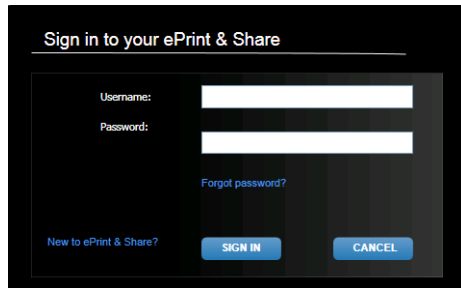 Sign in to your ePrint & Share
Username:
Password:
Forgot password?
New to ePrint & Share?
SIGN IN
CANCEL